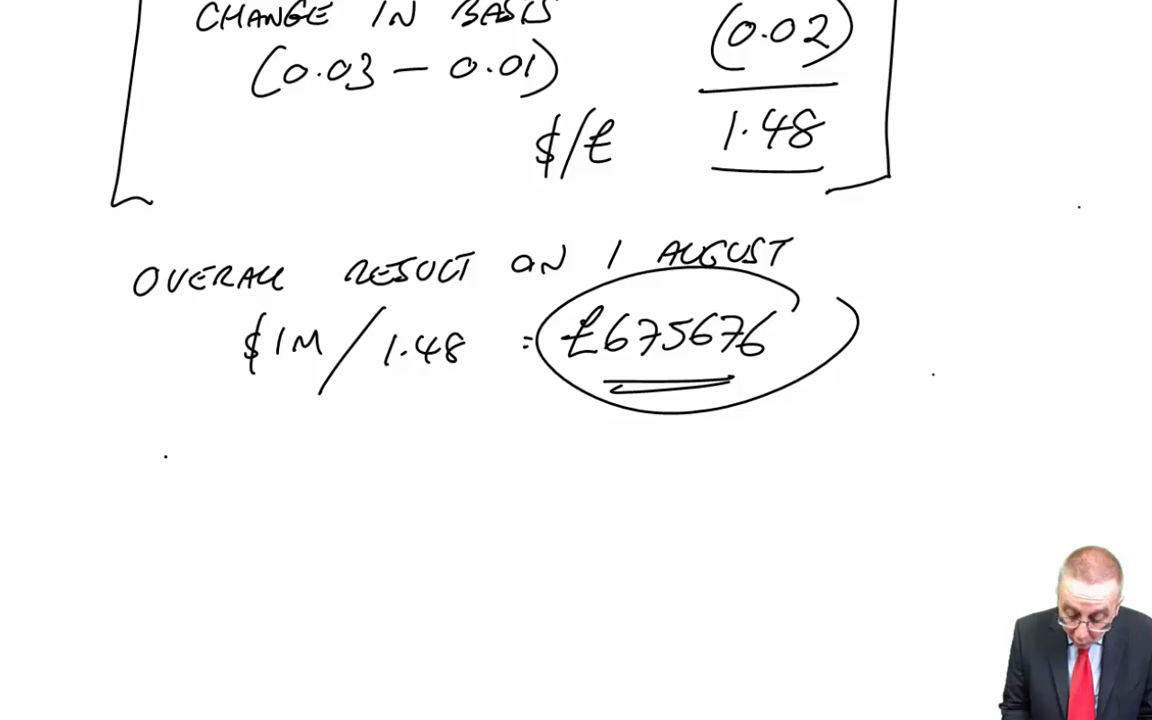 CHANGE IN BASIS (0.02)
(0.03 - 0.01)
$/£ 1.48
OVERALL RESULT ON 1 AUGUST
$1M / 1.48 = £675676